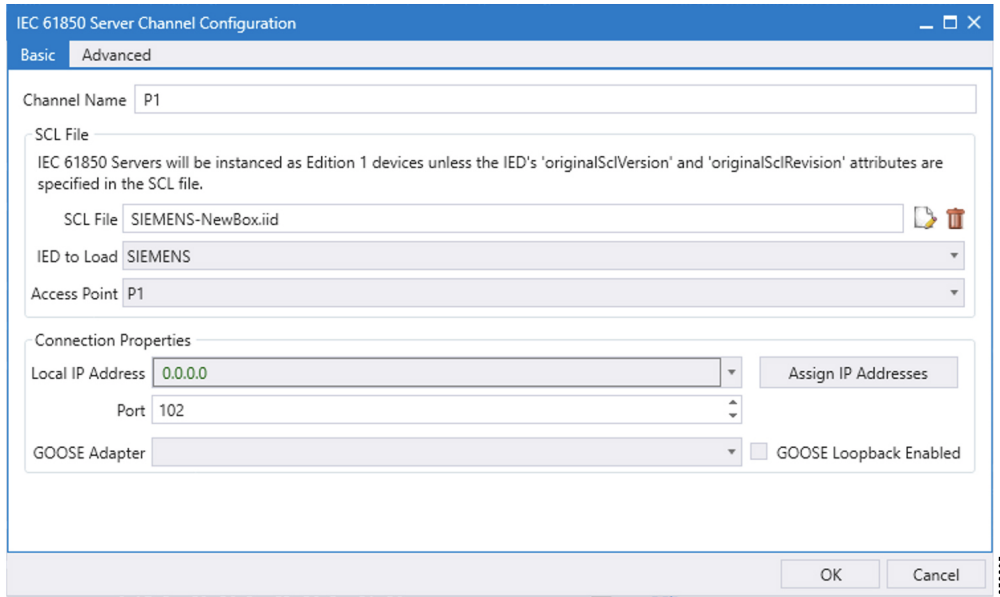 IEC 61850 Server Channel Configuration
Basic Advanced
Channel Name P1
SCL File
IEC 61850 Servers will be instanced as Edition 1 devices unless the IED's 'originalSclVersion' and 'originalSclRevision' attributes are
specified in the SCL file.
SCL File SIEMENS-NewBox.iid
IED to Load SIEMENS
Access Point P1
Connection Properties
Local IP Address 0.0.0.0 Assign IP Addresses
Port 102
GOOSE Adapter GOOSE Loopback Enabled
OK Cancel